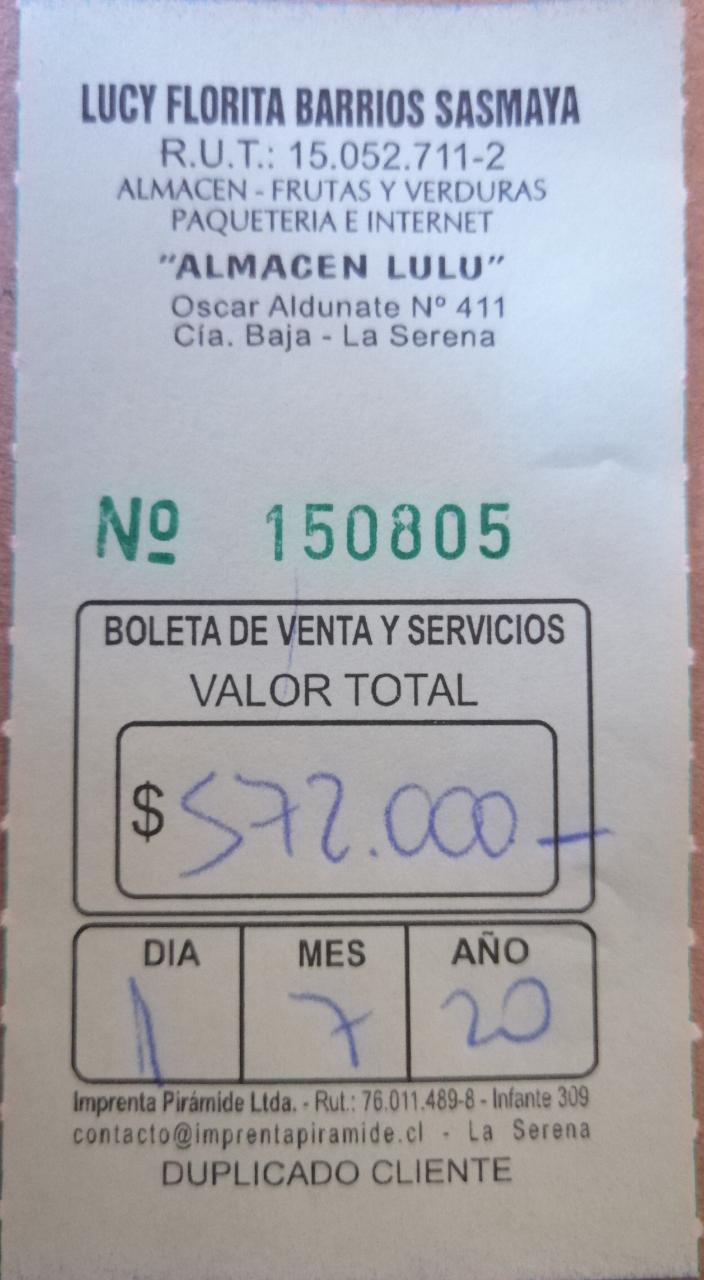 LUCY FLORITA BARRIOS SASMAYA
R.U.T.: 15.052.711-2
ALMACEN - FRUTAS Y VERDURAS
PAQUETERIA E INTERNET
"ALMACEN LULU"
Oscar Aldunate Nº 411
Cía. Baja - La Serena
Nº 150805
BOLETA DE VENTA Y SERVICIOS
VALOR TOTAL
$ 572.000 -
DIA MES AÑO
1 7 20
Imprenta Pirámide Ltda. - Rut.: 76.011.489-8 - Infante 309
contacto@imprentapiramide.cl - La Serena
DUPLICADO CLIENTE